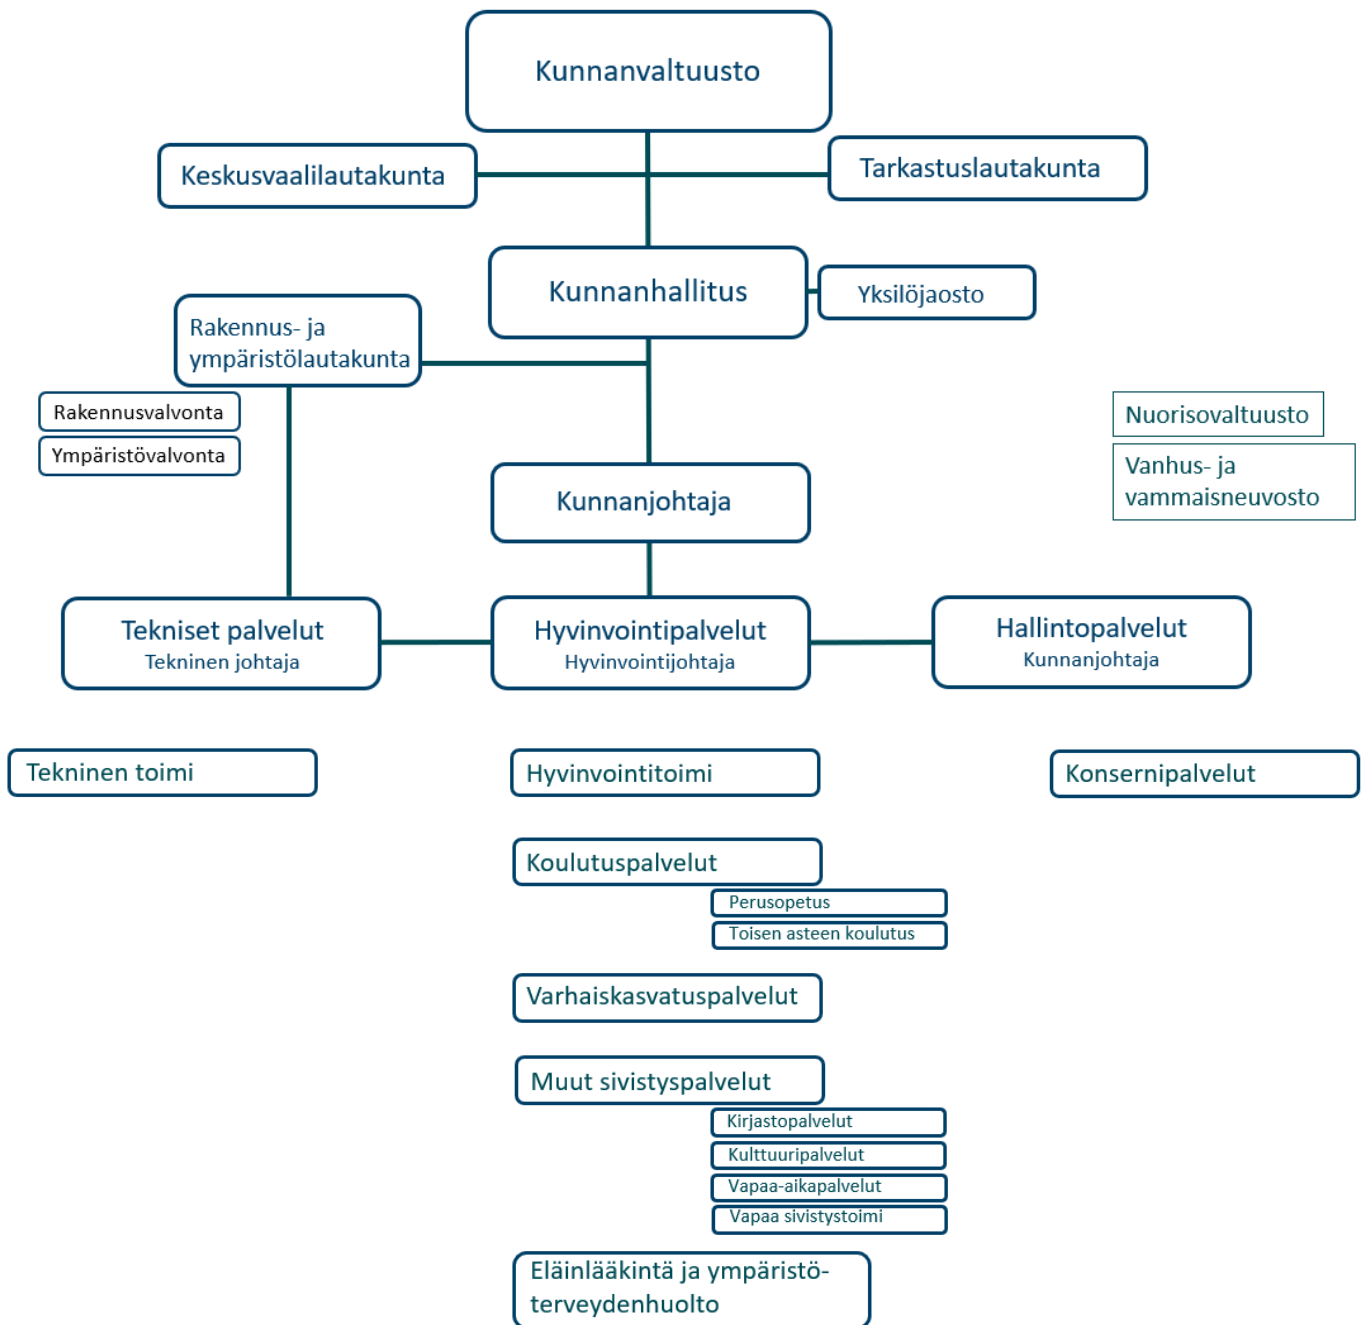 Kunnanvaltuusto
Keskusvaalilautakunta
Tarkastuslautakunta
Kunnanhallitus
Yksilöjaosto
Rakennus- ja
ympäristölautakunta
Rakennusvalvonta
Ympäristövalvonta
Nuorisovaltuusto
Vanhus- ja
vammaisneuvosto
Kunnanjohtaja
Tekniset palvelut
Tekninen johtaja
Hyvinvointipalvelut
Hyvinvointijohtaja
Hallintopalvelut
Kunnanjohtaja
Tekninen toimi
Hyvinvointitoimi
Konsernipalvelut
Koulutuspalvelut
Perusopetus
Toisen asteen koulutus
Varhaiskasvatuspalvelut
Muut sivistyspalvelut
Kirjastopalvelut
Kulttuuripalvelut
Vapaa-aikapalvelut
Vapaa sivistystoimi
Eläinlääkintä ja ympäristö-
terveydenhuolto